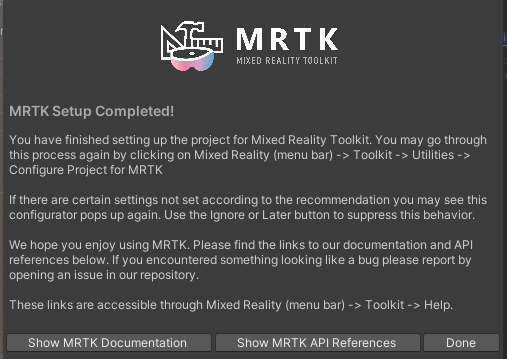 MRTK
MIXED REALITY TOOLKIT
MRTK Setup Completed!
You have finished setting up the project for Mixed Reality Toolkit. You may go through
this process again by clicking on Mixed Reality (menu bar) -> Toolkit -> Utilities ->
Configure Project for MRTK
If there are certain settings not set according to the recommendation you may see this
configurator pops up again. Use the Ignore or Later button to suppress this behavior.
We hope you enjoy using MRTK. Please find the links to our documentation and API
references below. If you encountered something looking like a bug please report by
opening an issue in our repository.
These links are accessible through Mixed Reality (menu bar) -> Toolkit -> Help.
Show MRTK Documentation
Show MRTK API References
Done